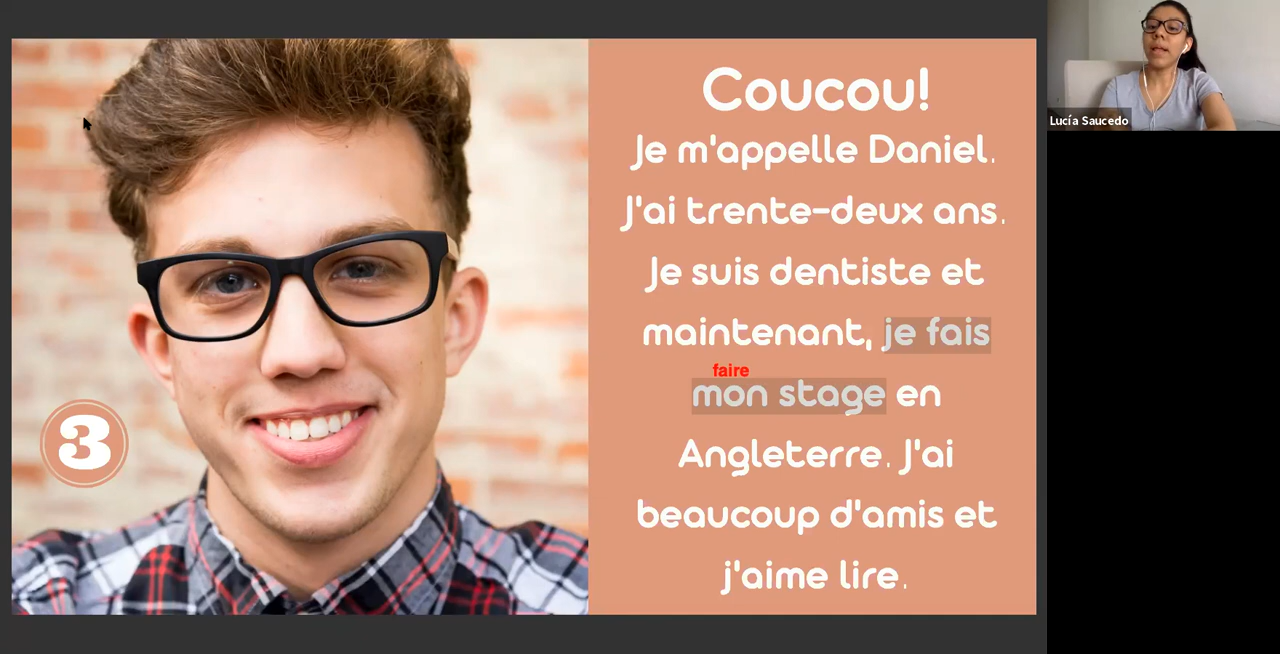 Coucou!
Je m'appelle Daniel.
J'ai trente-deux ans.
Je suis dentiste et
maintenant, je fais
faire
mon stage en
Angleterre. J'ai
beaucoup d'amis et
j'aime lire.
3
Lucía Saucedo